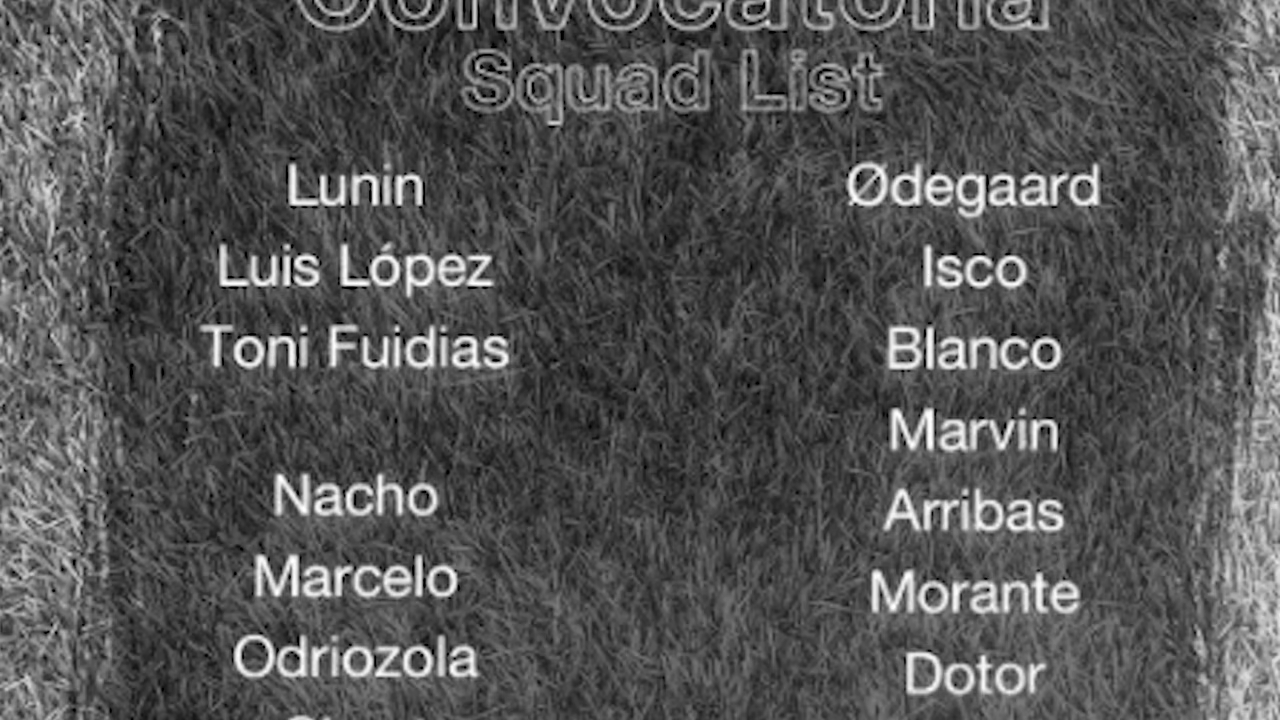 Convocatoria
Squad List
Lunin
Luis López
Toni Fuidias
Nacho
Marcelo
Odriozola
Ødegaard
Isco
Blanco
Marvin
Arribas
Morante
Dotor